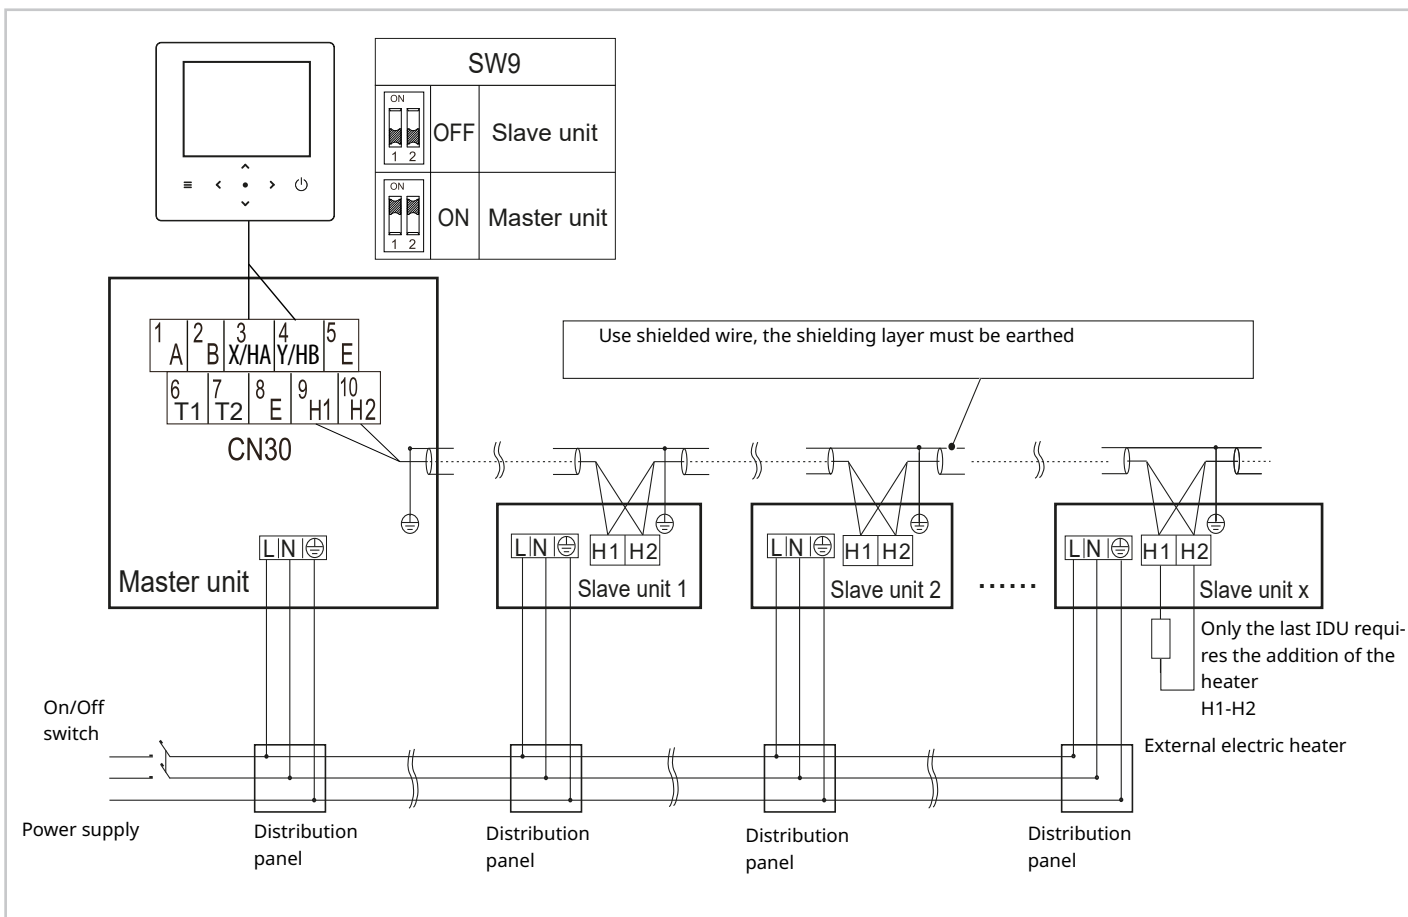 SW9
ON
1 2
OFF
Slave unit
ON
1 2
ON
Master unit
1 A
2 B
3 X/HA
4 Y/HB
5 E
6 T1
7 T2
8 E
9 H1
10 H2
CN30
Use shielded wire, the shielding layer must be earthed
L N
Master unit
L N
H1 H2
Slave unit 1
L N
H1 H2
Slave unit 2
......
L N
H1 H2
Slave unit x
Only the last IDU requi-
res the addition of the
heater
H1-H2
On/Off
switch
External electric heater
Power supply
Distribution
panel
Distribution
panel
Distribution
panel
Distribution
panel